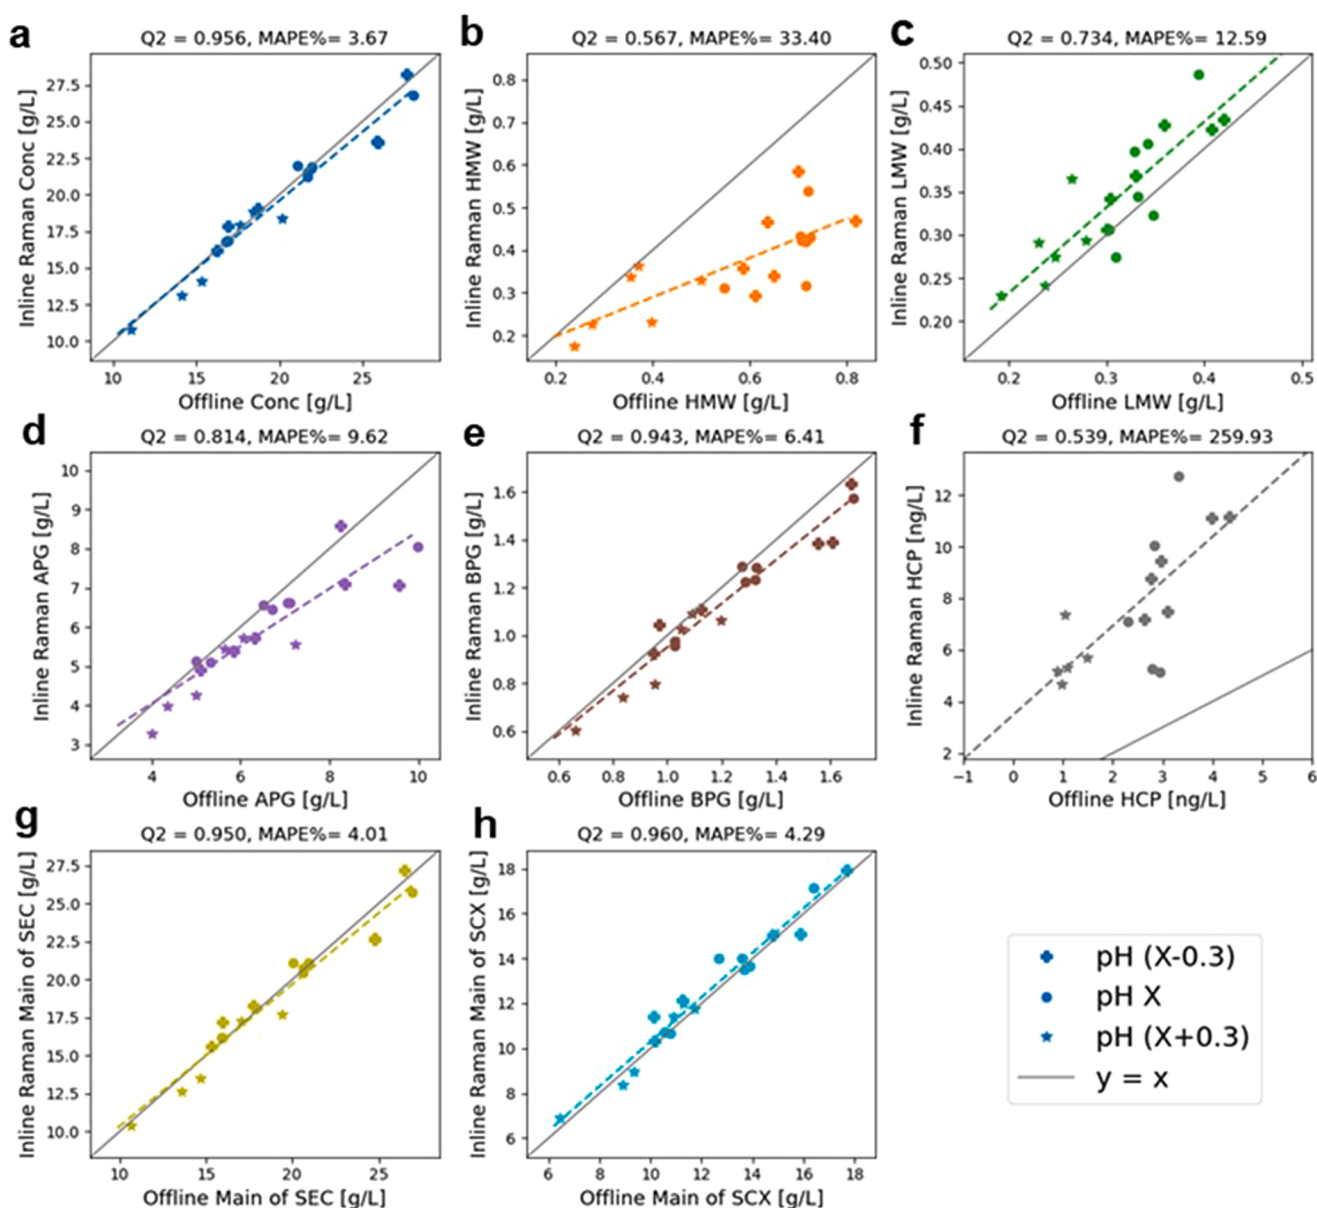 a
Q2 = 0.956, MAPE%= 3.67
Inline Raman Conc [g/L]
27.5
25.0
22.5
20.0
17.5
15.0
12.5
10.0
10 15 20 25
Offline Conc [g/L]
b
Q2 = 0.567, MAPE%= 33.40
Inline Raman HMW [g/L]
0.8
0.7
0.6
0.5
0.4
0.3
0.2
0.2 0.4 0.6 0.8
Offline HMW [g/L]
c
Q2 = 0.734, MAPE%= 12.59
Inline Raman LMW [g/L]
0.50
0.45
0.40
0.35
0.30
0.25
0.20
0.2 0.3 0.4 0.5
Offline LMW [g/L]
d
Q2 = 0.814, MAPE%= 9.62
Inline Raman APG [g/L]
10
9
8
7
6
5
4
3
4 6 8 10
Offline APG [g/L]
e
Q2 = 0.943, MAPE%= 6.41
Inline Raman BPG [g/L]
1.6
1.4
1.2
1.0
0.8
0.6
0.6 0.8 1.0 1.2 1.4 1.6
Offline BPG [g/L]
f
Q2 = 0.539, MAPE%= 259.93
Inline Raman HCP [ng/L]
12
10
8
6
4
2
−1 0 1 2 3 4 5 6
Offline HCP [ng/L]
g
Q2 = 0.950, MAPE%= 4.01
Inline Raman Main of SEC [g/L]
27.5
25.0
22.5
20.0
17.5
15.0
12.5
10.0
10 15 20 25
Offline Main of SEC [g/L]
h
Q2 = 0.960, MAPE%= 4.29
Inline Raman Main of SCX [g/L]
18
16
14
12
10
8
6
6 8 10 12 14 16 18
Offline Main of SCX [g/L]
pH (X-0.3)
pH X
pH (X+0.3)
y = x